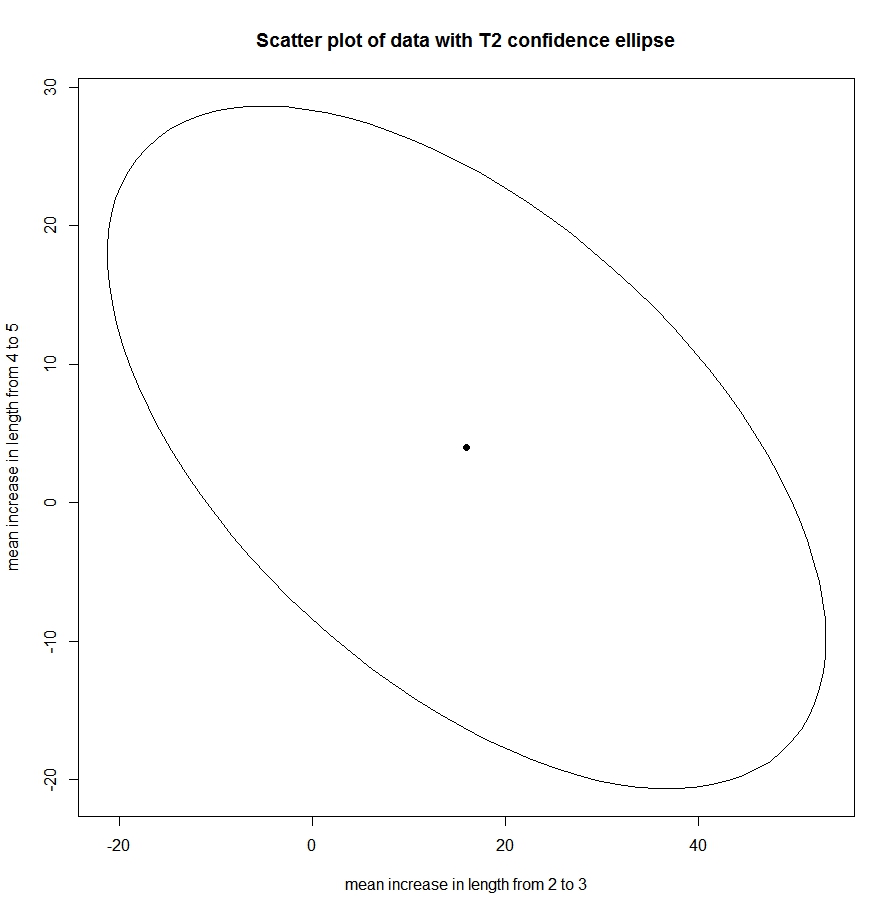 Scatter plot of data with T2 confidence ellipse
30
20
10
0
-10
-20
mean increase in length from 4 to 5
-20 0 20 40
mean increase in length from 2 to 3